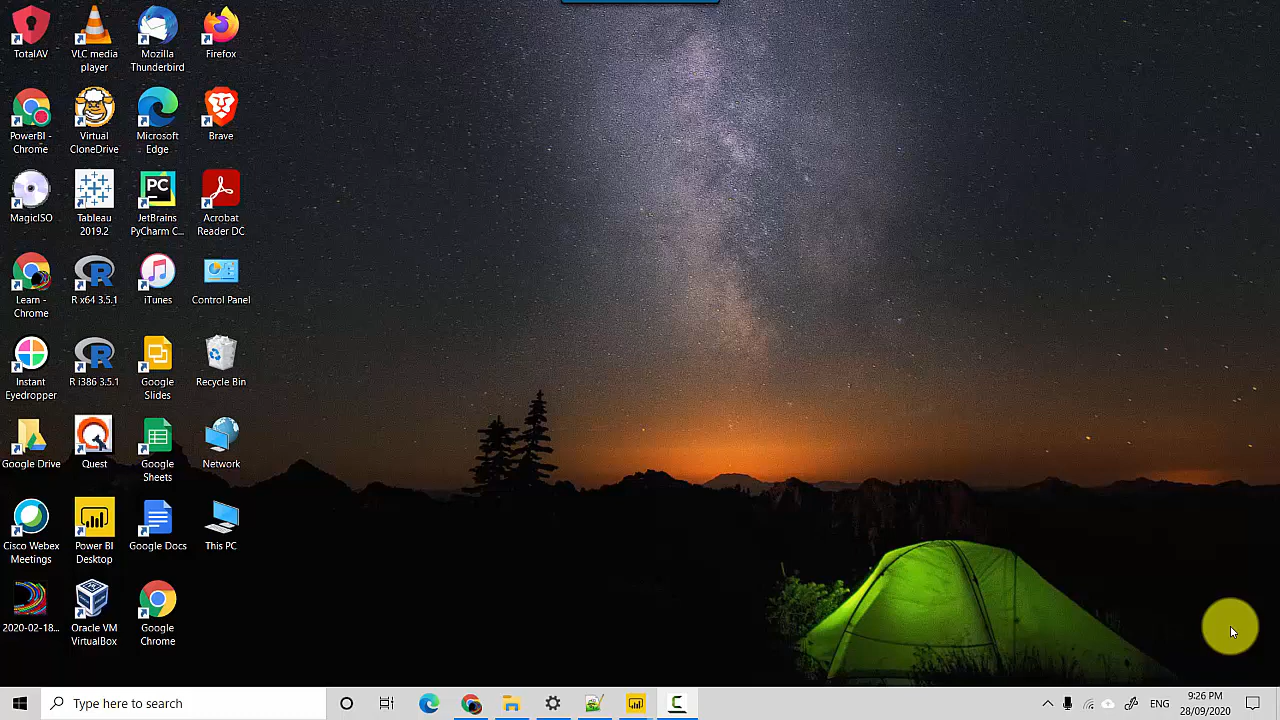 TotalAV
VLC media
player
Mozilla
Thunderbird
Firefox
PowerBI -
Chrome
Virtual
CloneDrive
Microsoft
Edge
Brave
MagicISO
Tableau
2019.2
PC
JetBrains
PyCharm C...
Acrobat
Reader DC
Learn -
Chrome
R x64 3.5.1
iTunes
Control Panel
Instant
Eyedropper
R i386 3.5.1
Google
Slides
Recycle Bin
Google Drive
Quest
Google
Sheets
Network
Cisco Webex
Meetings
Power BI
Desktop
Google Docs
This PC
2020-02-18...
Oracle VM
VirtualBox
Google
Chrome
Type here to search
ENG
9:26 PM
28/09/2020